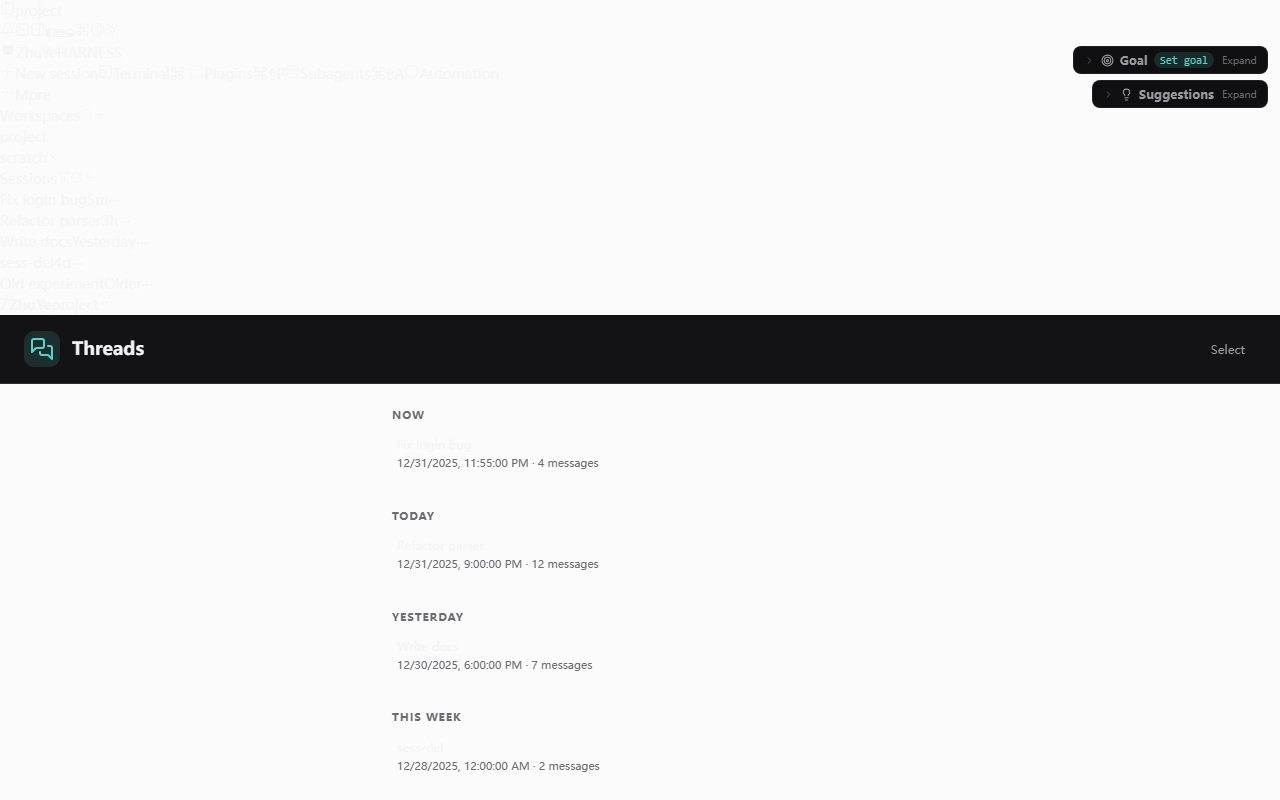 project
ZhuYeHARNESS
New session Terminal Plugins Subagents Automation
More
Workspaces
project
scratch
Sessions
Fix login bug5m
Refactor parser3h
Write docsYesterday
sess-del4d
Old experimentOlder
ZZhuYeproject
Goal Set goal Expand
Suggestions Expand
Threads
Select
NOW
Fix login bug
12/31/2025, 11:55:00 PM · 4 messages
TODAY
Refactor parser
12/31/2025, 9:00:00 PM · 12 messages
YESTERDAY
Write docs
12/30/2025, 6:00:00 PM · 7 messages
THIS WEEK
sess-del
12/28/2025, 12:00:00 AM · 2 messages